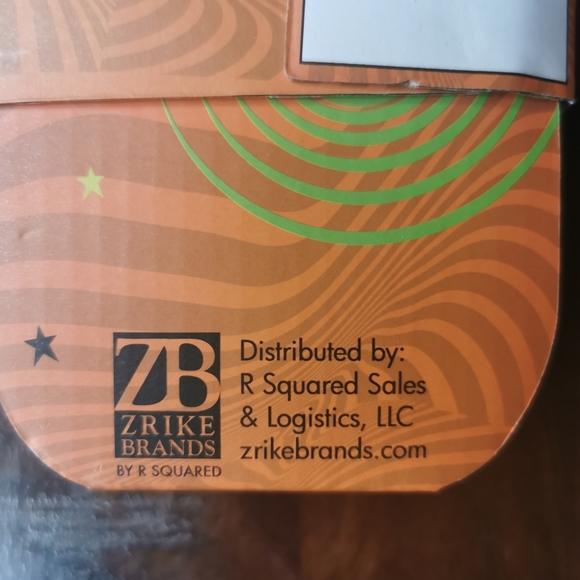 ZB
ZRIKE
BRANDS
BY R SQUARED
Distributed by:
R Squared Sales
& Logistics, LLC
zrikebrands.com